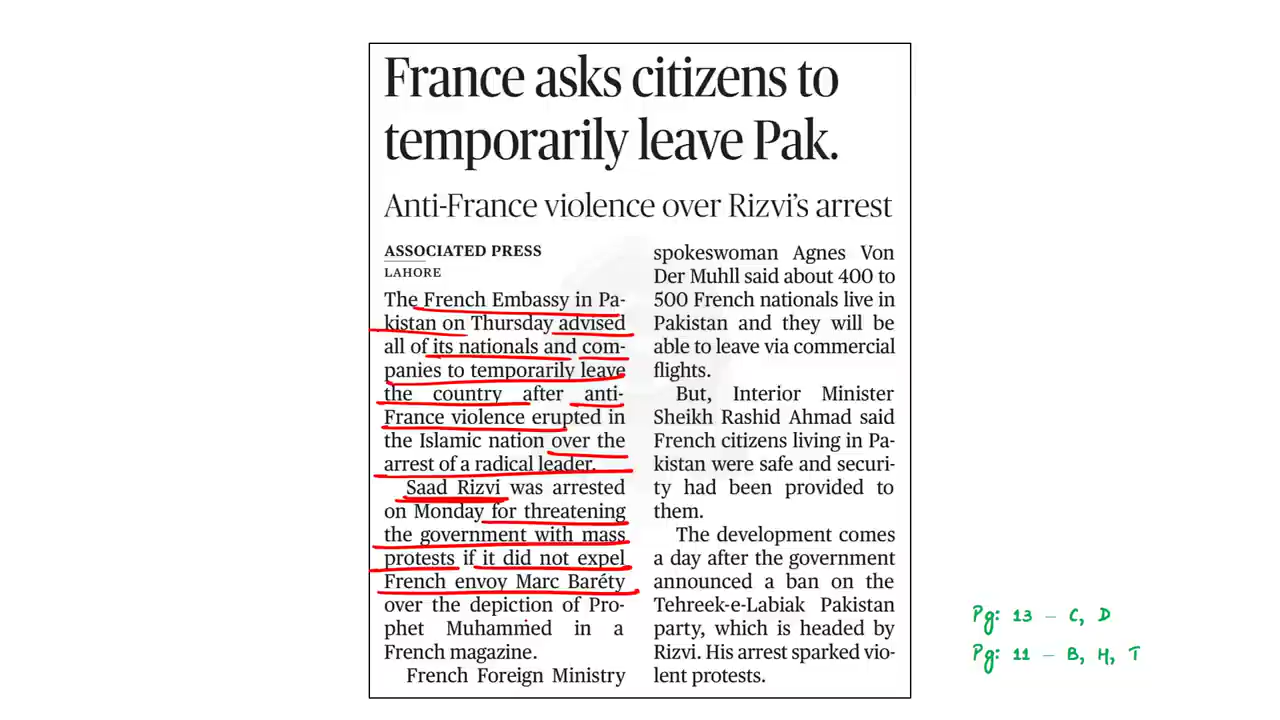 France asks citizens to
temporarily leave Pak.
Anti-France violence over Rizvi's arrest
ASSOCIATED PRESS
LAHORE
The French Embassy in Pa-
kistan on Thursday advised
all of its nationals and com-
panies to temporarily leave
the country after anti-
France violence erupted in
the Islamic nation over the
arrest of a radical leader.
Saad Rizvi was arrested
on Monday for threatening
the government with mass
protests if it did not expel
French envoy Marc Baréty
over the depiction of Pro-
phet Muhammed in a
French magazine.
French Foreign Ministry
spokeswoman Agnes Von
Der Muhll said about 400 to
500 French nationals live in
Pakistan and they will be
able to leave via commercial
flights.
But, Interior Minister
Sheikh Rashid Ahmad said
French citizens living in Pa-
kistan were safe and securi-
ty had been provided to
them.
The development comes
a day after the government
announced a ban on the
Tehreek-e-Labiak Pakistan
party, which is headed by
Rizvi. His arrest sparked vio-
lent protests.
Pg: 13 - C, D
Pg: 11 - B, H, T